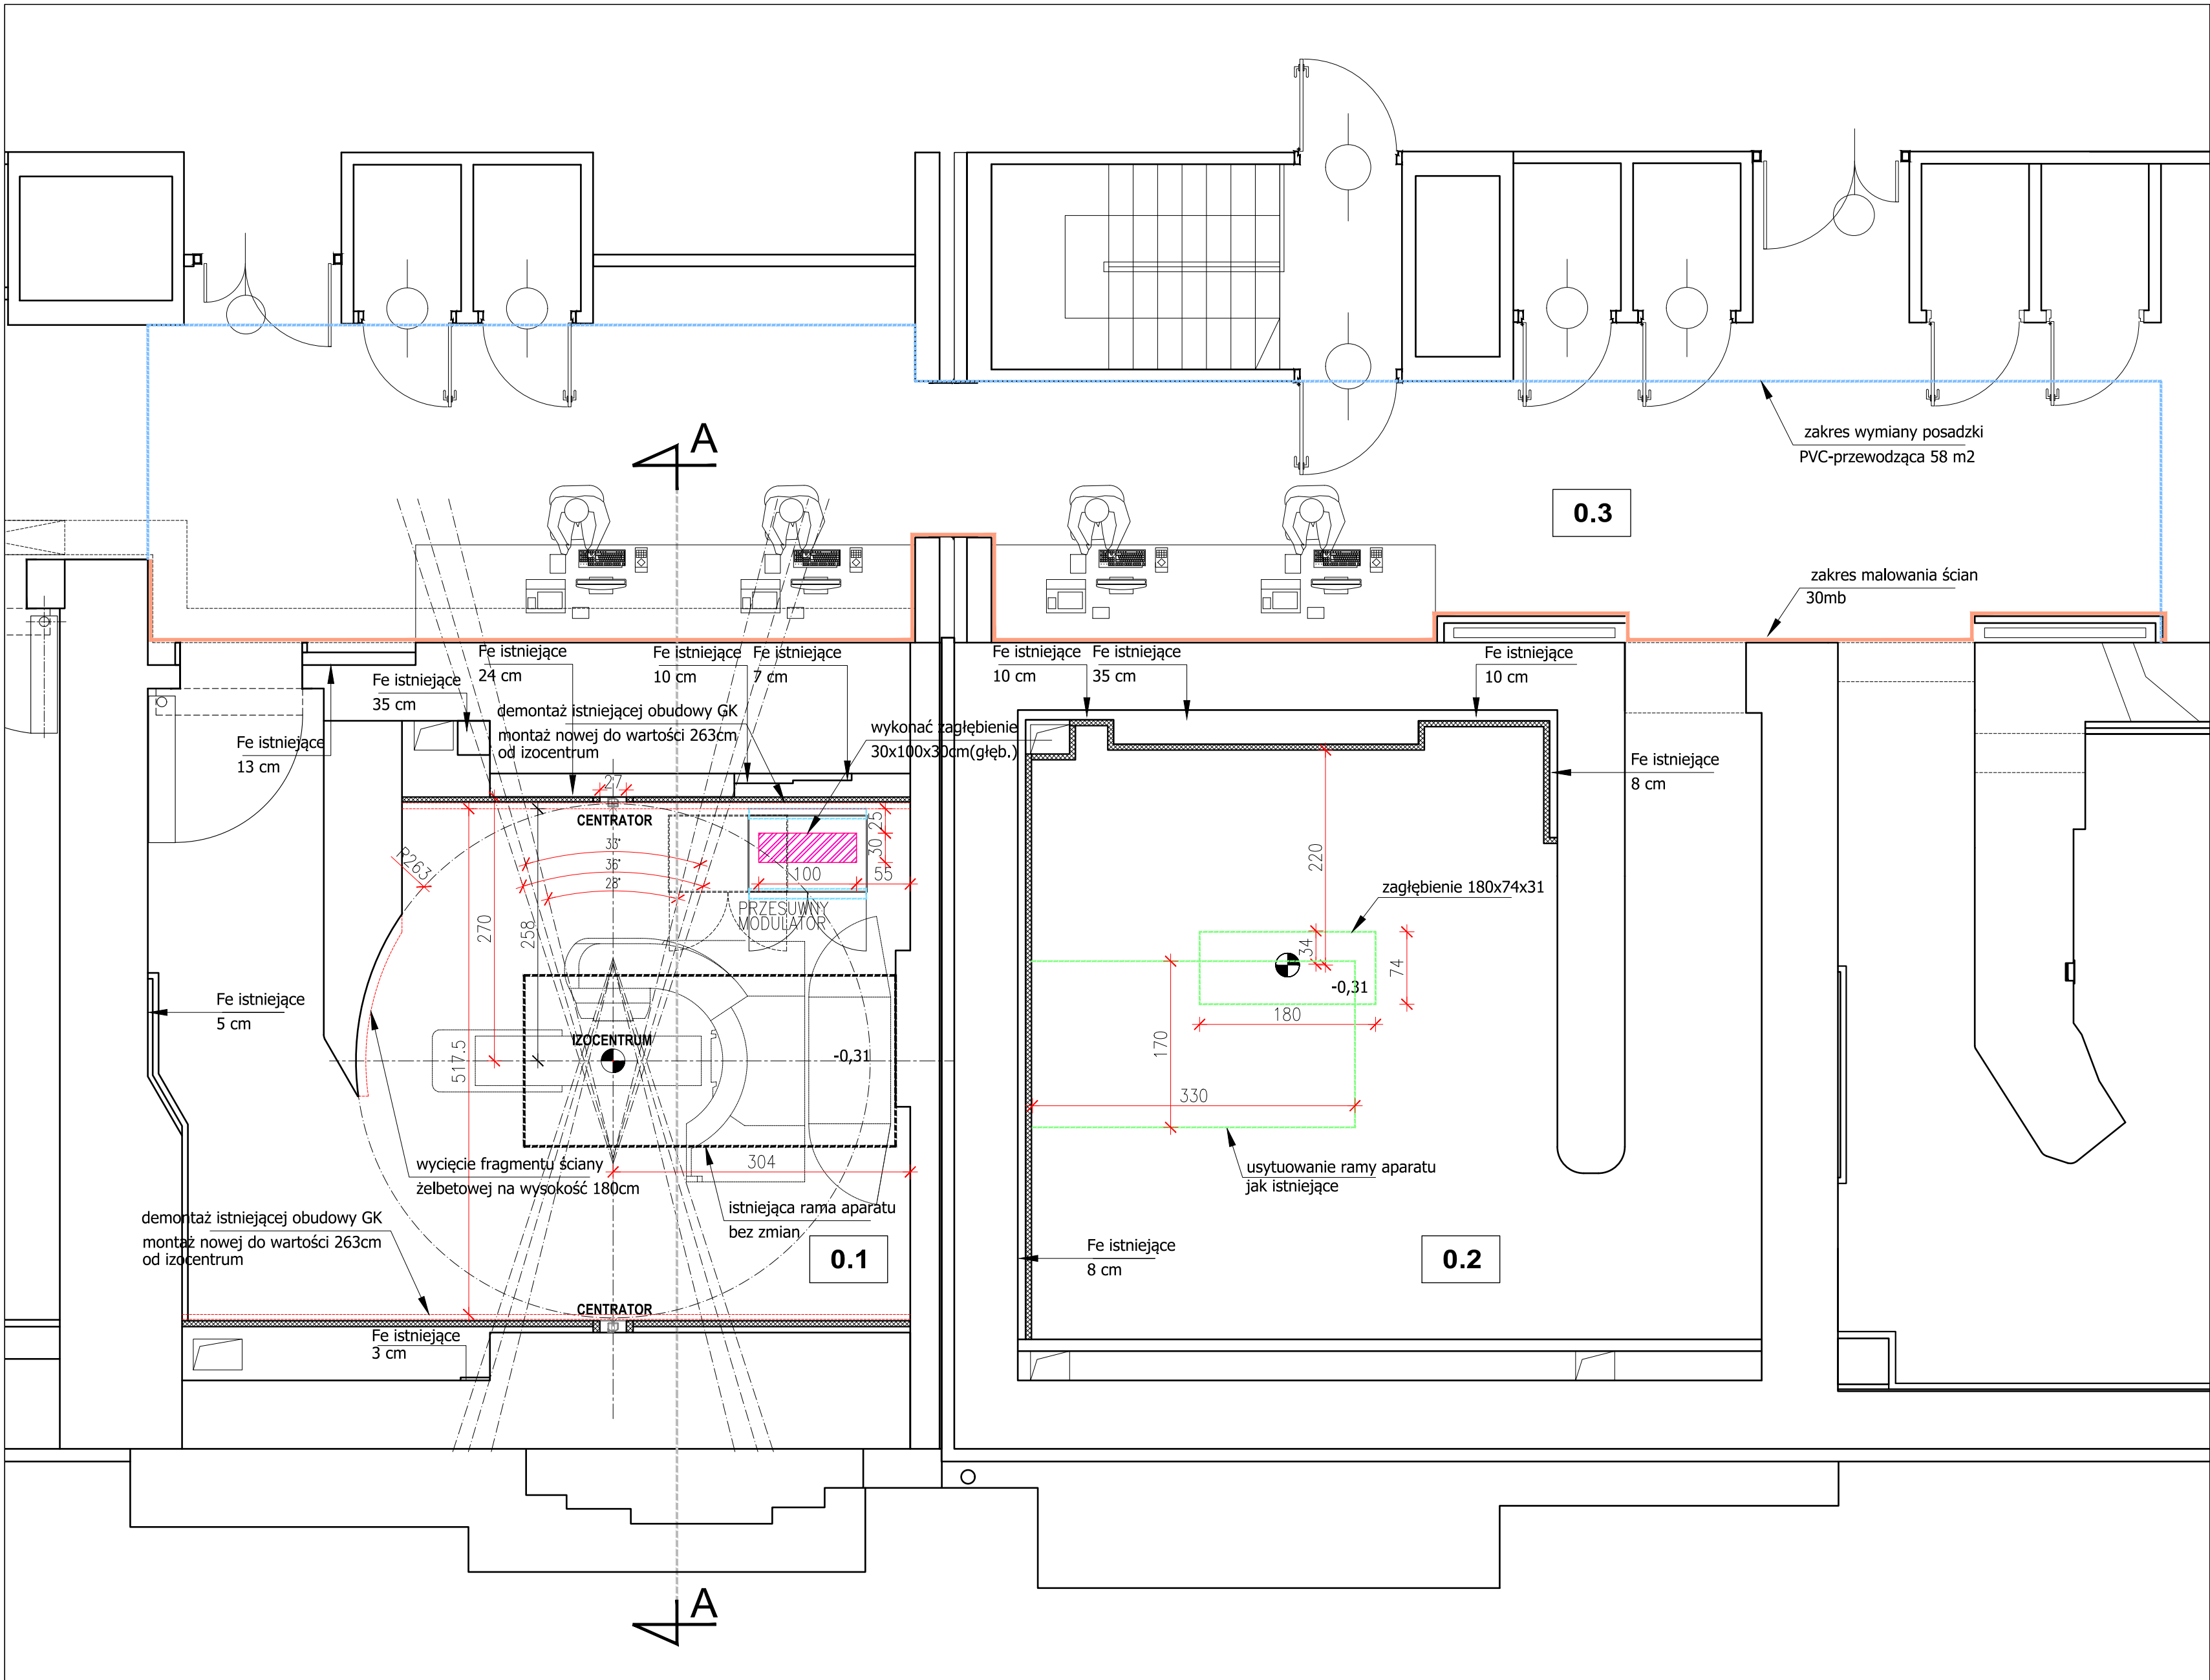 A
zakres wymiany posadzki
PVC-przewodząca 58 m2
0.3
zakres malowania ścian
30mb
Fe istniejące
24 cm
Fe istniejące
10 cm
Fe istniejące
7 cm
Fe istniejące
10 cm
Fe istniejące
35 cm
Fe istniejące
10 cm
Fe istniejące
35 cm
demontaż istniejącej obudowy GK
montaż nowej do wartości 263cm
od izocentrum
wykonać zagłębienie
30x100x30cm(głęb.)
Fe istniejące
13 cm
Fe istniejące
8 cm
27
CENTRATOR
25
30
33°
36°
28°
R263
100
55
220
270
258
PRZESUWNY
MODULATOR
zagłębienie 180x74x31
34
74
-0,31
180
Fe istniejące
5 cm
IZOCENTRUM
-0,31
517.5
170
330
wycięcie fragmentu ściany
żelbetowej na wysokość 180cm
304
usytuowanie ramy aparatu
jak istniejące
istniejąca rama aparatu
bez zmian
demontaż istniejącej obudowy GK
montaż nowej do wartości 263cm
od izocentrum
0.1
Fe istniejące
8 cm
0.2
CENTRATOR
Fe istniejące
3 cm
A